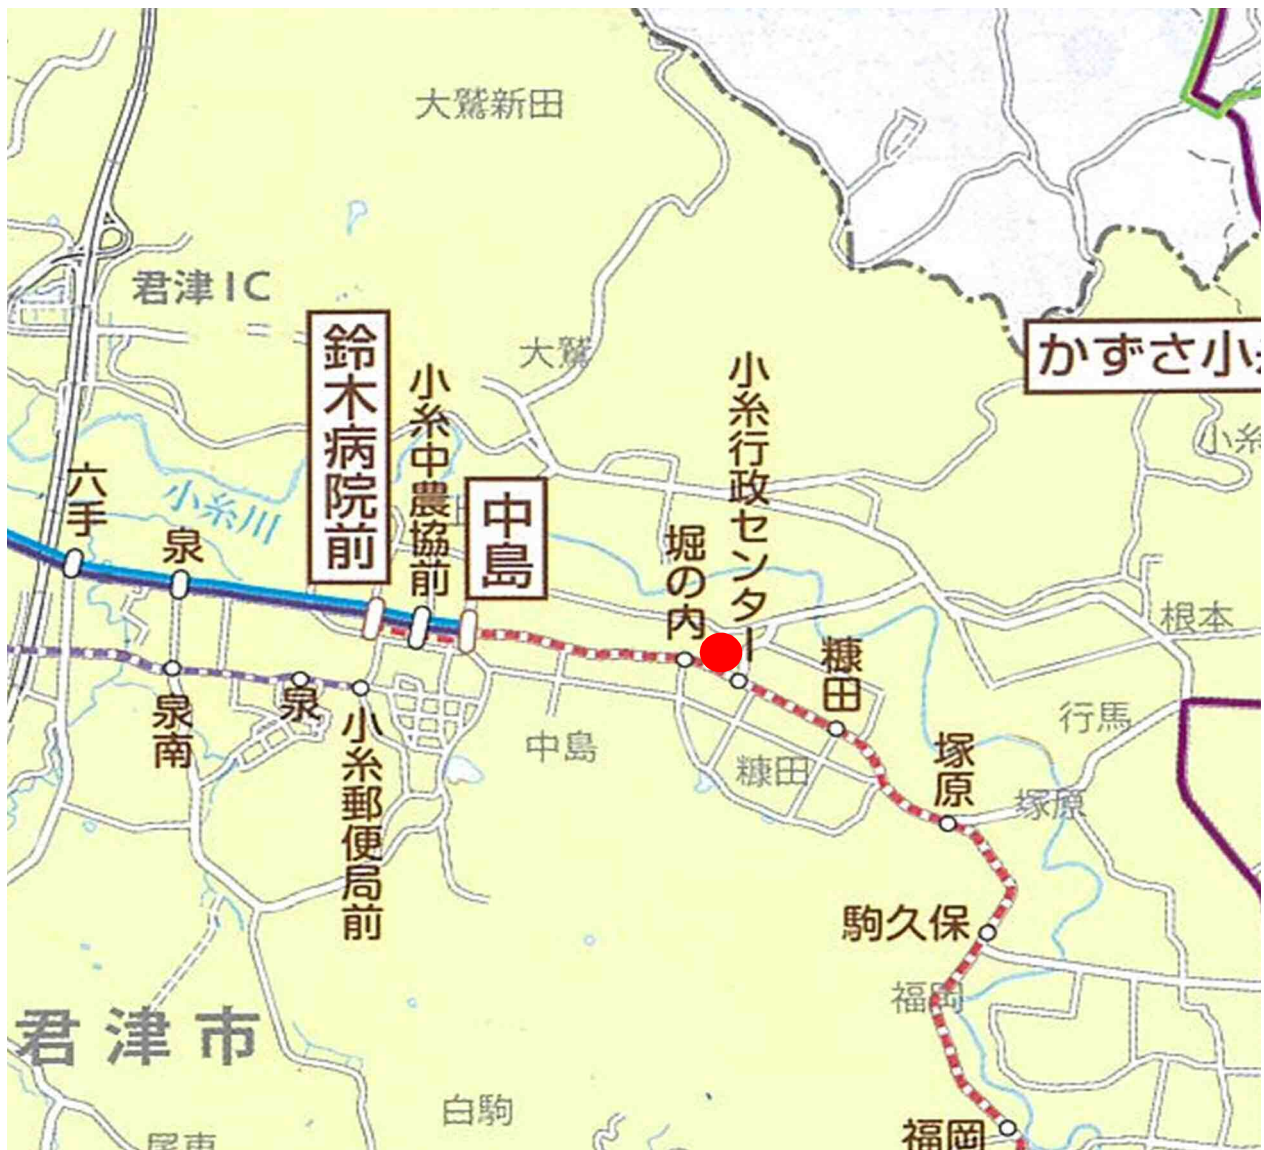 大鷲新田
君津IC
大鷲
鈴木病院前
小糸中農協前
小糸行政センター
かずさ小
小糸
六手
小糸川
泉
中島
堀の内
根本
糠田
泉南
泉
小糸郵便局前
中島
糠田
塚原
行馬
塚原
駒久保
福岡
君津市
白駒
福岡